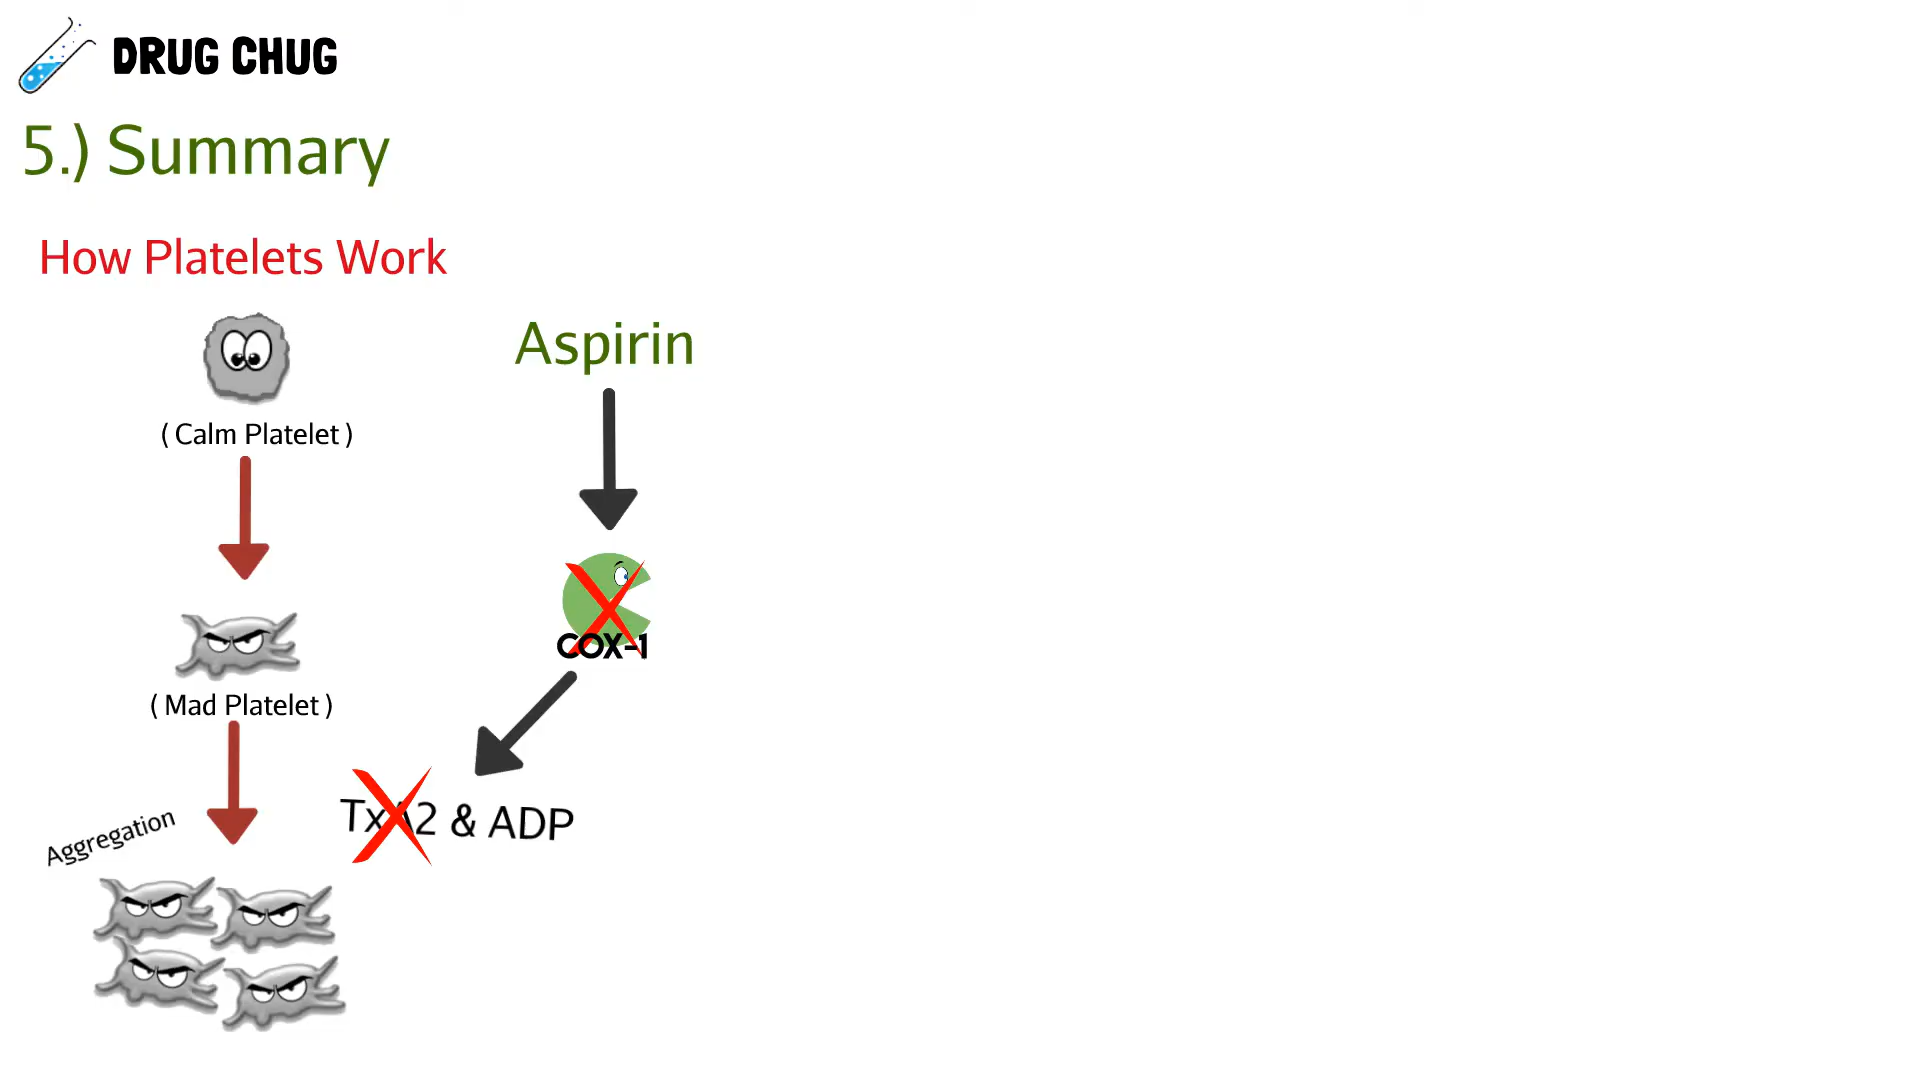 DRUG CHUG
5.) Summary
How Platelets Work
Aspirin
( Calm Platelet )
COX-1
( Mad Platelet )
TxA2 & ADP
Aggregation